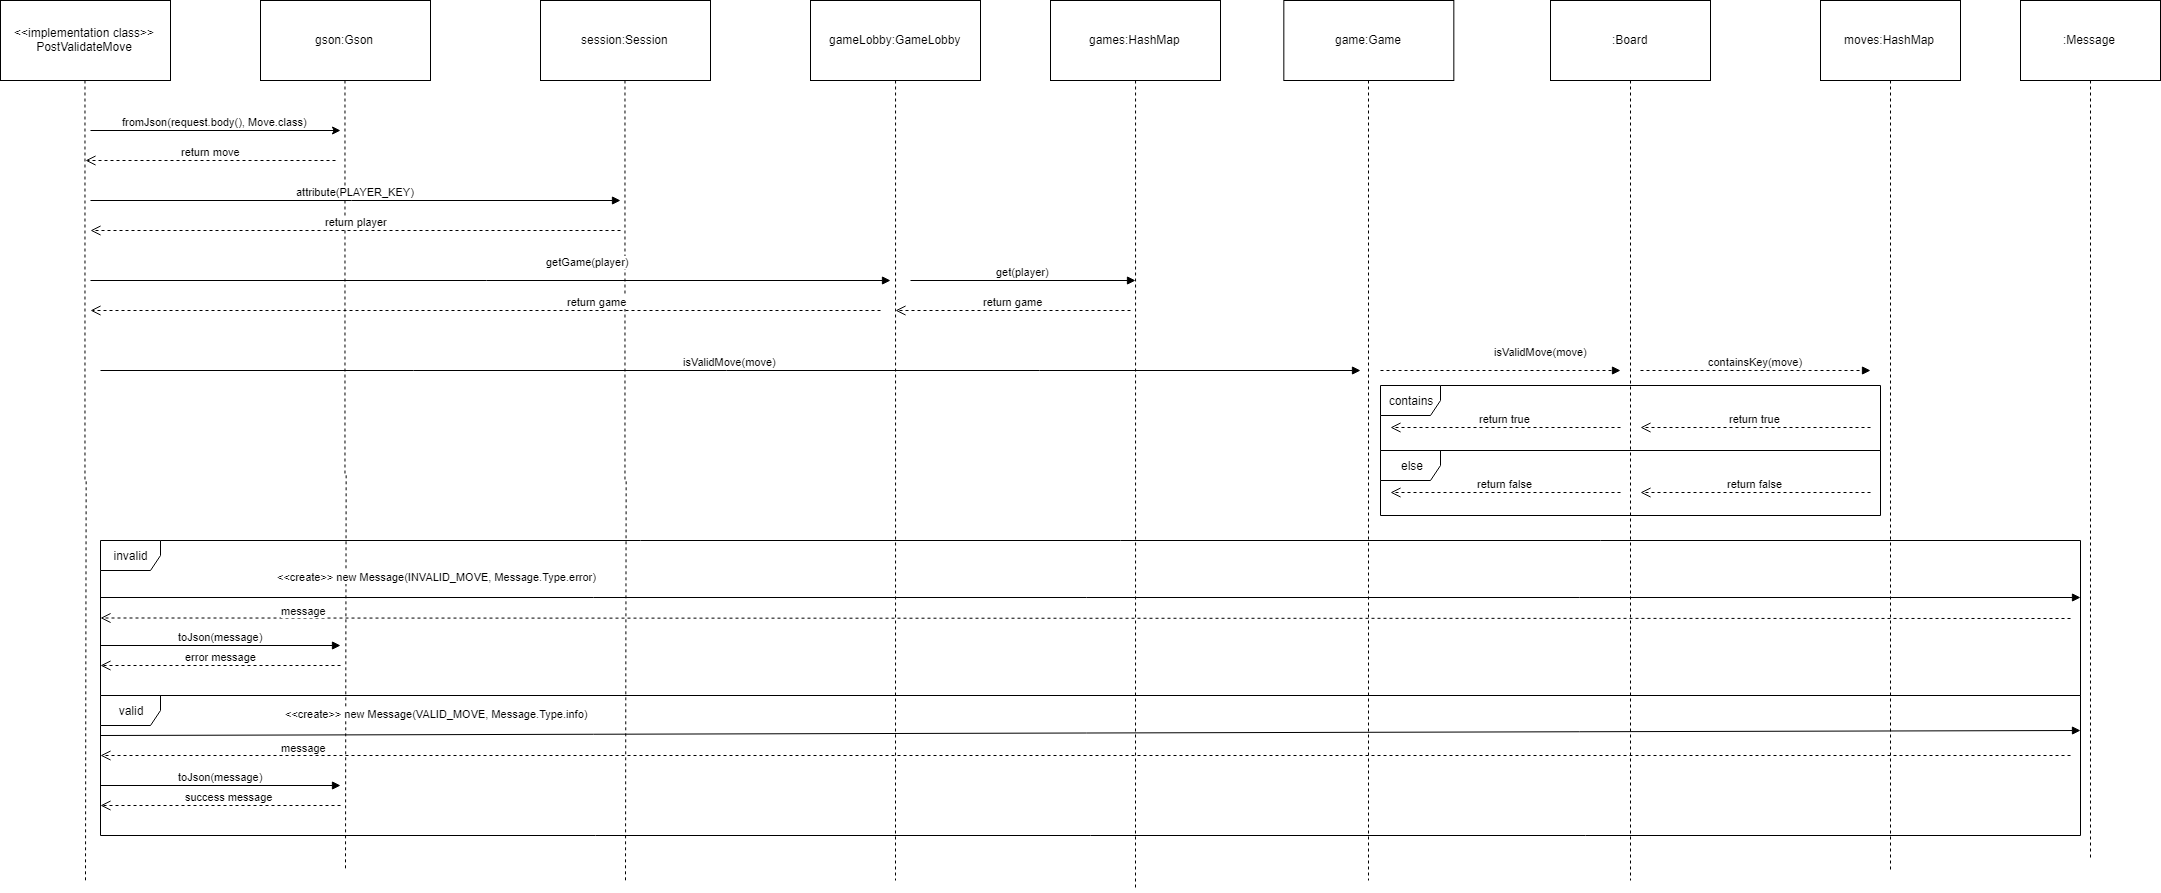 <<implementation class>>
PostValidateMove
gson:Gson
session:Session
gameLobby:GameLobby
games:HashMap
game:Game
:Board
moves:HashMap
:Message
fromJson(request.body(), Move.class)
return move
attribute(PLAYER_KEY)
return player
getGame(player)
get(player)
return game
return game
isValidMove(move)
isValidMove(move)
containsKey(move)
contains
return true
return true
else
return false
return false
invalid
<<create>> new Message(INVALID_MOVE, Message.Type.error)
message
toJson(message)
error message
valid
<<create>> new Message(VALID_MOVE, Message.Type.info)
message
toJson(message)
success message